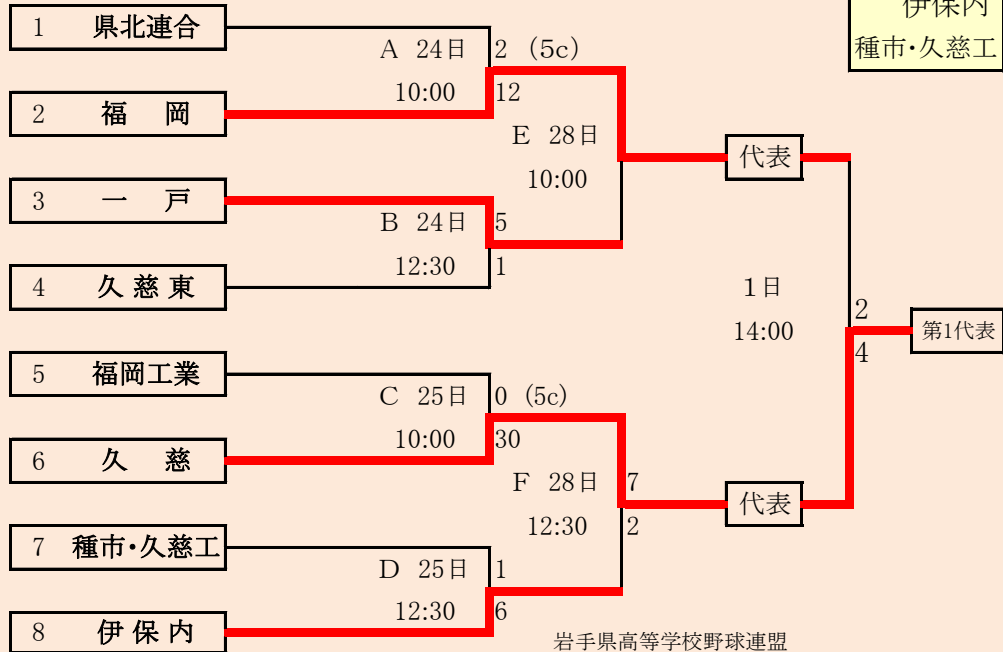 伊保内
種市・久慈工
1 県北連合
A 24日 2 (5c)
10:00 12
2 福岡
E 28日
代表
10:00
3 一戸
B 24日 5
12:30 1
4 久慈東
1日
2
14:00
第1代表
4
5 福岡工業
C 25日 0 (5c)
10:00 30
6 久慈
F 28日 7
代表
12:30 2
7 種市・久慈工
D 25日 1
12:30 6
8 伊保内
岩手県高等学校野球連盟